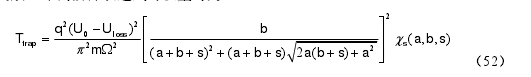 T_trap = q²(U₀−U_loss)² / π²mΩ² [ b / (a+b+s)²+(a+b+s)√(2a(b+s)+a²) ]² χ_s(a,b,s)
(52)